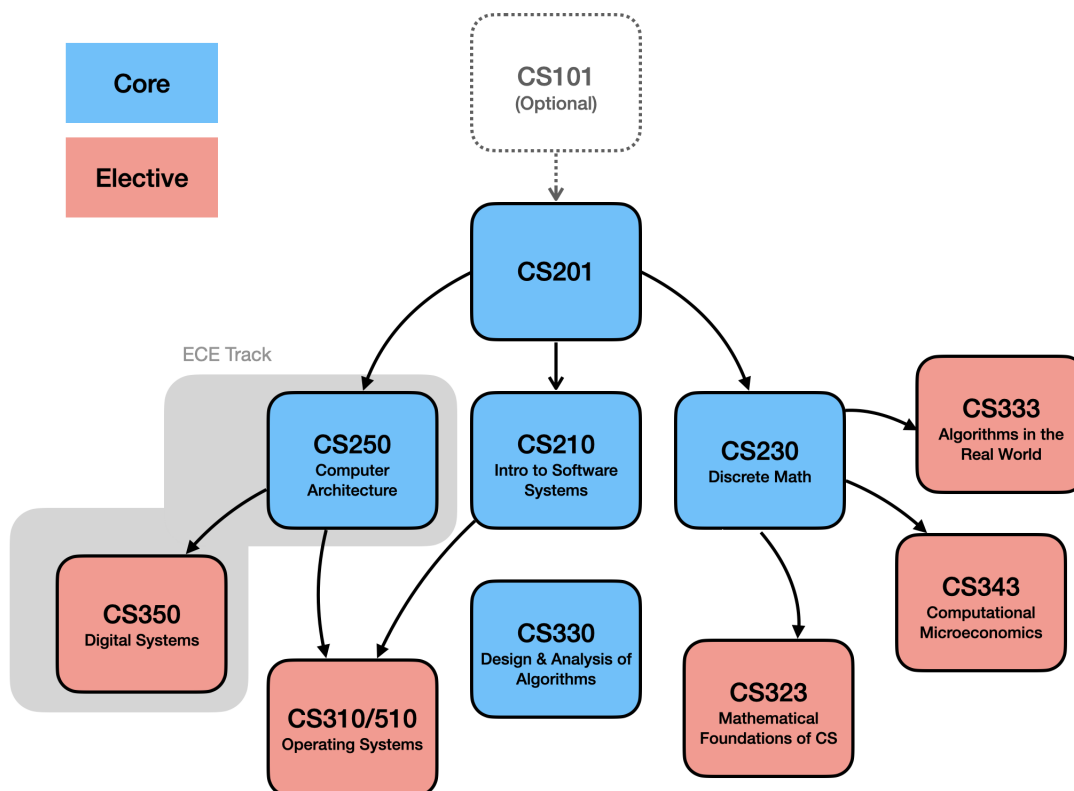 Core
Elective
CS101
(Optional)
CS201
ECE Track
CS250
Computer
Architecture
CS210
Intro to Software
Systems
CS230
Discrete Math
CS333
Algorithms in the
Real World
CS350
Digital Systems
CS310/510
Operating Systems
CS330
Design & Analysis of
Algorithms
CS323
Mathematical
Foundations of CS
CS343
Computational
Microeconomics